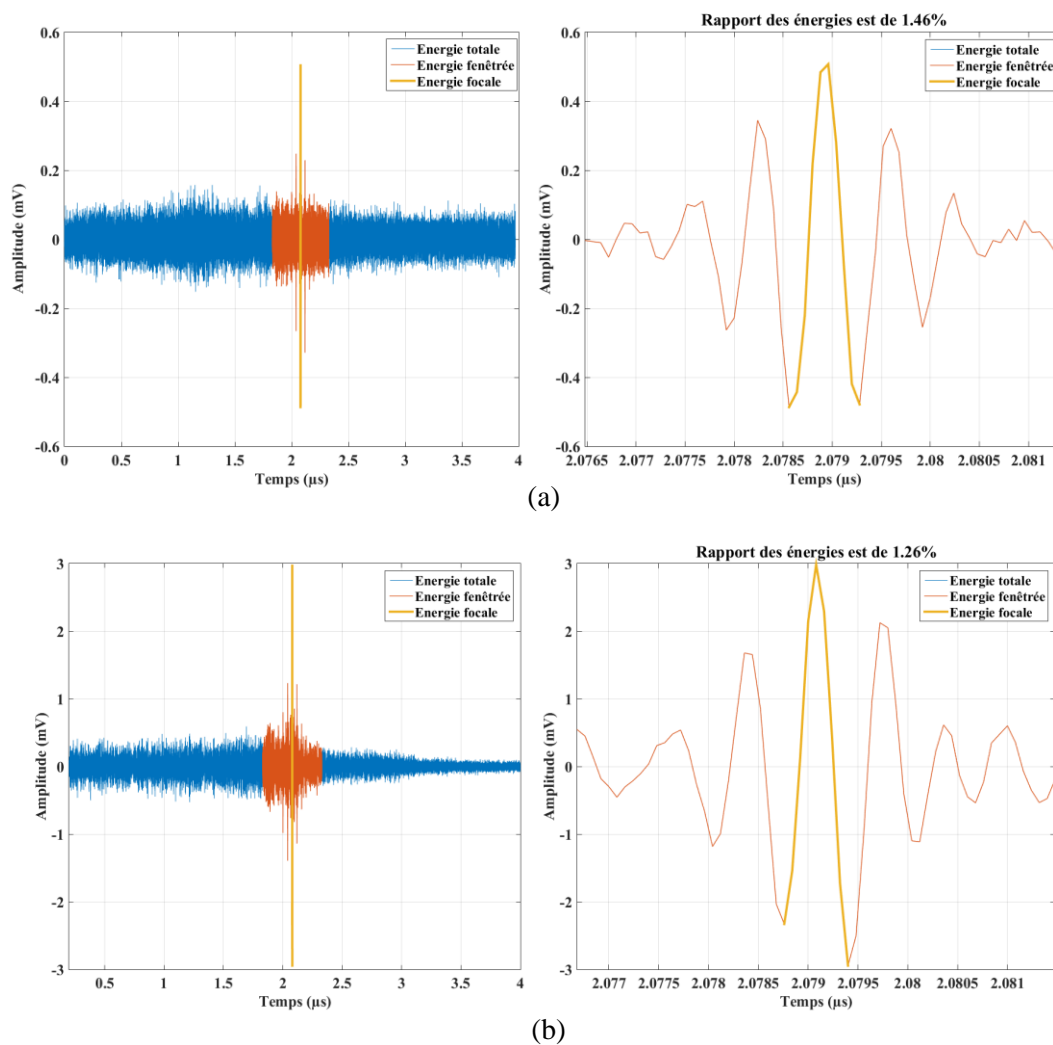 Rapport des énergies est de 1.46%
0.6
0.4
0.2
0
-0.2
-0.4
-0.6
Amplitude (mV)
Energie totale
Energie fenêtrée
Energie focale
0 0.5 1 1.5 2 2.5 3 3.5 4
Temps (µs)
0.6
0.4
0.2
0
-0.2
-0.4
-0.6
Amplitude (mV)
Energie totale
Energie fenêtrée
Energie focale
2.0765 2.077 2.0775 2.078 2.0785 2.079 2.0795 2.08 2.0805 2.081
Temps (µs)
(a)
Rapport des énergies est de 1.26%
3
2
1
0
-1
-2
-3
Amplitude (mV)
Energie totale
Energie fenêtrée
Energie focale
0.5 1 1.5 2 2.5 3 3.5 4
Temps (µs)
3
2
1
0
-1
-2
-3
Amplitude (mV)
Energie totale
Energie fenêtrée
Energie focale
2.077 2.0775 2.078 2.0785 2.079 2.0795 2.08 2.0805 2.081
Temps (µs)
(b)